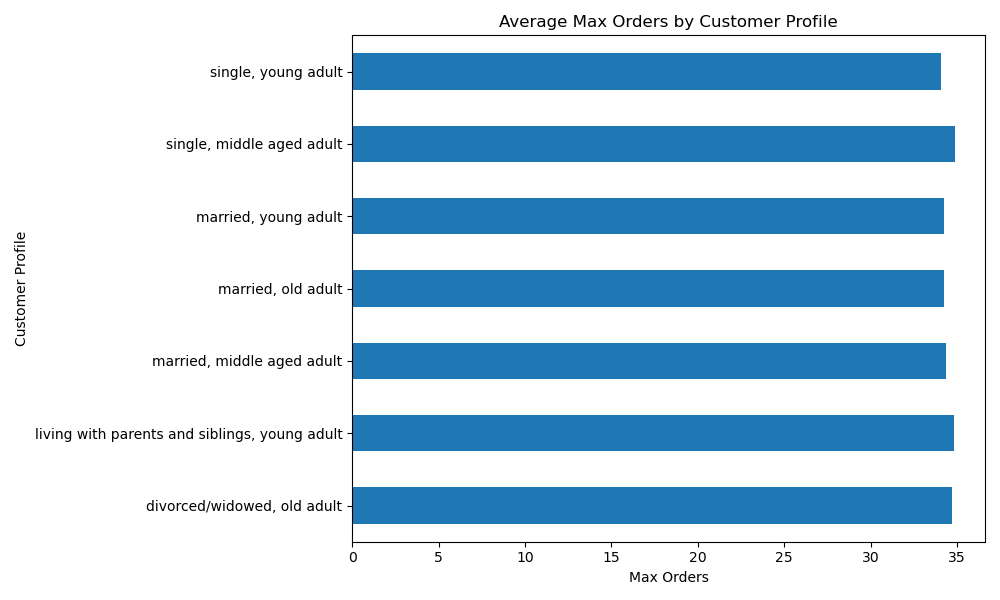 Average Max Orders by Customer Profile
single, young adult
single, middle aged adult
married, young adult
married, old adult
married, middle aged adult
living with parents and siblings, young adult
divorced/widowed, old adult
Customer Profile
0 5 10 15 20 25 30 35
Max Orders